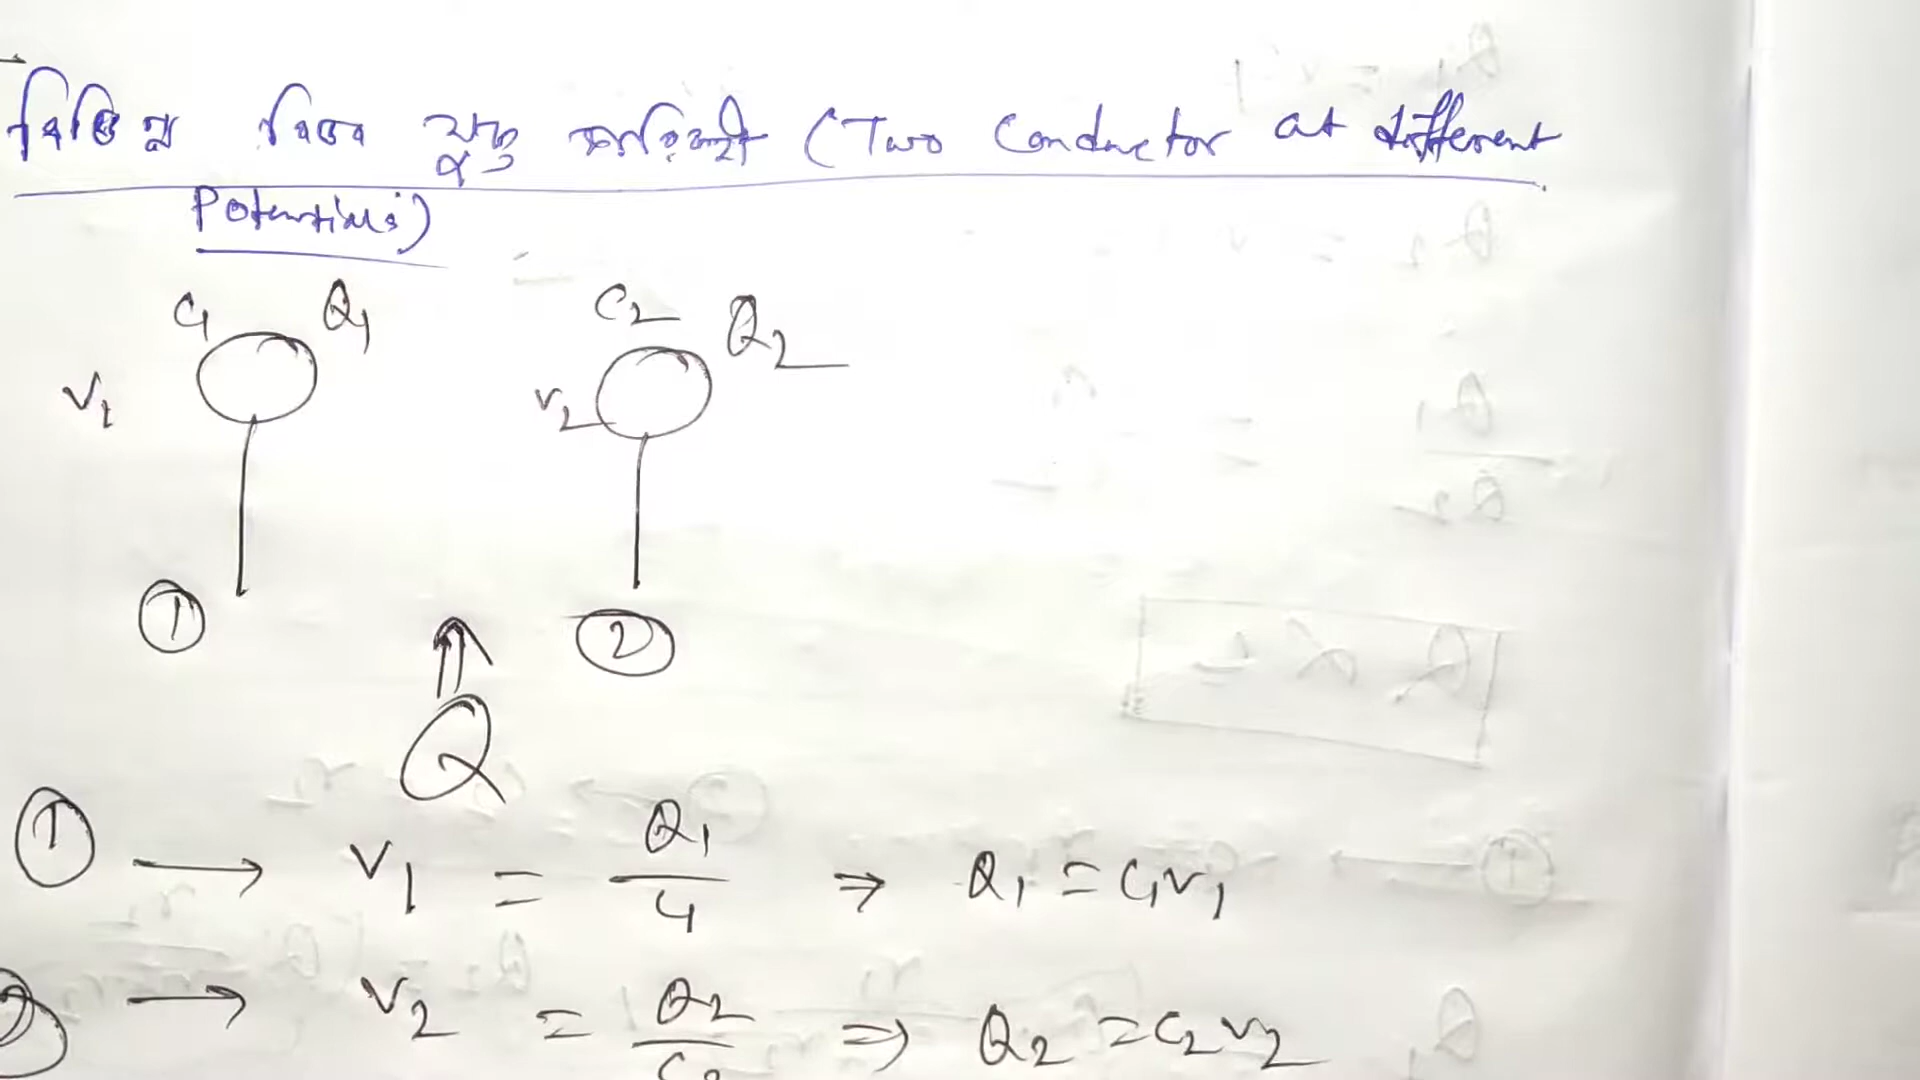 বিভিন্ন বিভব যুক্ত পরিবাহী (Two Conductor at different
Potentials)
C₁ Q₁
C₂ Q₂
V₁
V₂
①
②
Q
① → V₁ = Q₁/C₁ ⇒ Q₁ = C₁V₁
② → V₂ = Q₂/C₂ ⇒ Q₂ = C₂V₂